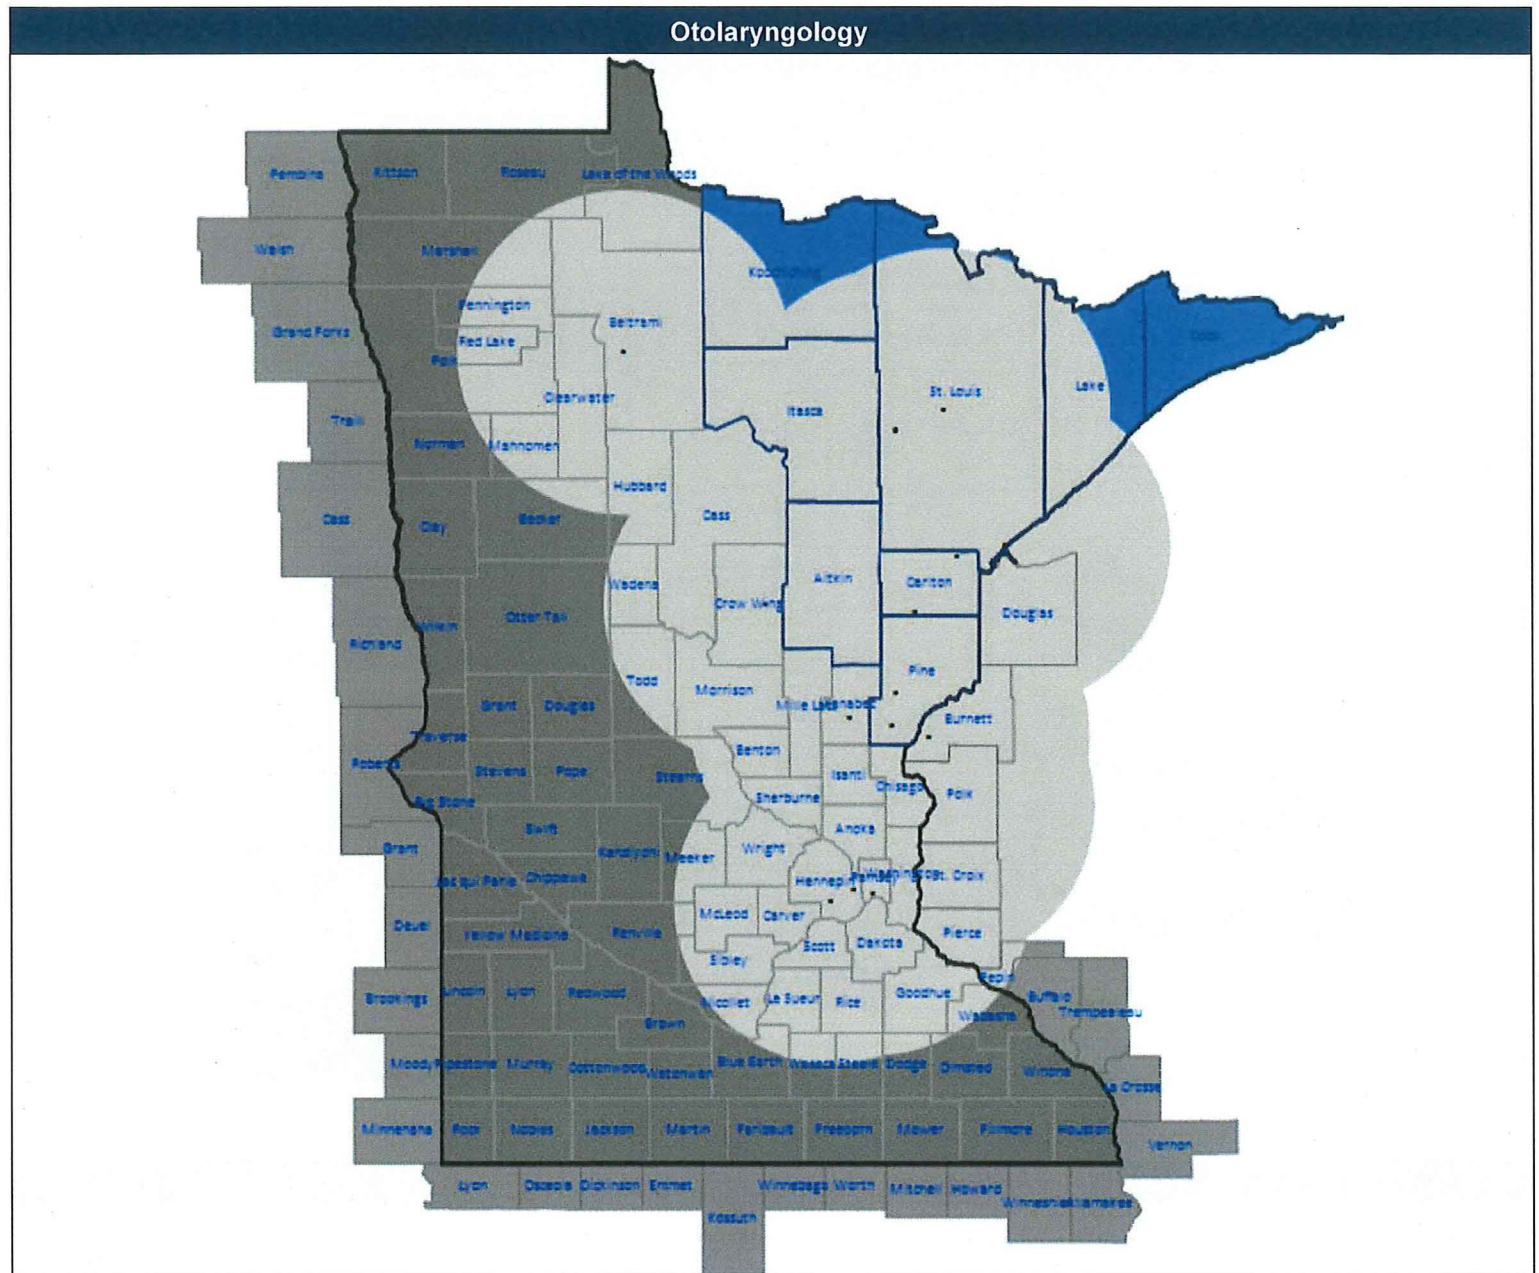 Otolaryngology
Pembina
Kittson
Roseau
Lake of the Woods
Walsh
Marshall
Koochiching
Pennington
Grand Forks
Beltrami
Red Lake
Polk
Cook
Clearwater
St. Louis
Lake
Traill
Itasca
Norman
Mahnomen
Hubbard
Cass
Cass
Clay
Becker
Wadena
Aitkin
Carlton
Crow Wing
Otter Tail
Douglas
Wilkin
Richland
Pine
Todd
Morrison
Mille Lacs
Kanabec
Grant
Douglas
Burnett
Traverse
Benton
Roberts
Stevens
Pope
Stearns
Isanti
Chisago
Polk
Sherburne
Big Stone
Swift
Anoka
Grant
Kandiyohi
Meeker
Wright
Lac qui Parle
Chippewa
Hennepin
Ramsey
Washington
St. Croix
McLeod
Carver
Deuel
Yellow Medicine
Renville
Scott
Dakota
Pierce
Sibley
Pepin
Brookings
Lincoln
Lyon
Redwood
Nicollet
Le Sueur
Rice
Goodhue
Buffalo
Wabasha
Trempealeau
Brown
Moody
Pipestone
Murray
Cottonwood
Watonwan
Blue Earth
Waseca
Steele
Dodge
Olmsted
Winona
La Crosse
Minnehaha
Rock
Nobles
Jackson
Martin
Faribault
Freeborn
Mower
Fillmore
Houston
Vernon
Lyon
Osceola
Dickinson
Emmet
Winnebago
Worth
Mitchell
Howard
Winneshiek
Allamakee
Kossuth